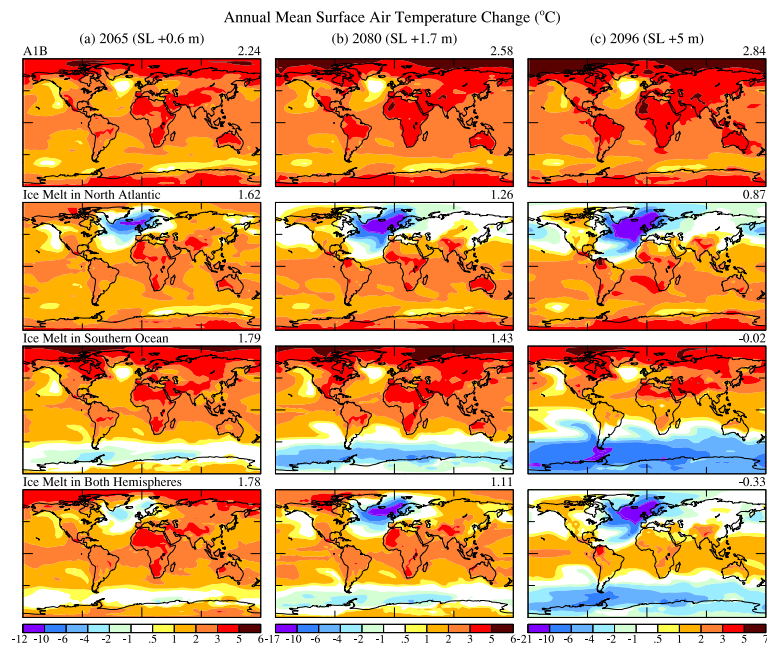 Annual Mean Surface Air Temperature Change (°C)
(a) 2065 (SL +0.6 m) (b) 2080 (SL +1.7 m) (c) 2096 (SL +5 m)
A1B 2.24 2.58 2.84
Ice Melt in North Atlantic 1.62 1.26 0.87
Ice Melt in Southern Ocean 1.79 1.43 -0.02
Ice Melt in Both Hemispheres 1.78 1.11 -0.33
-12 -10 -6 -4 -2 -1 .5 1 2 3 5 6 -17 -10 -6 -4 -2 -1 .5 1 2 3 5 6 -21 -10 -6 -4 -2 -1 .5 1 2 3 5 7